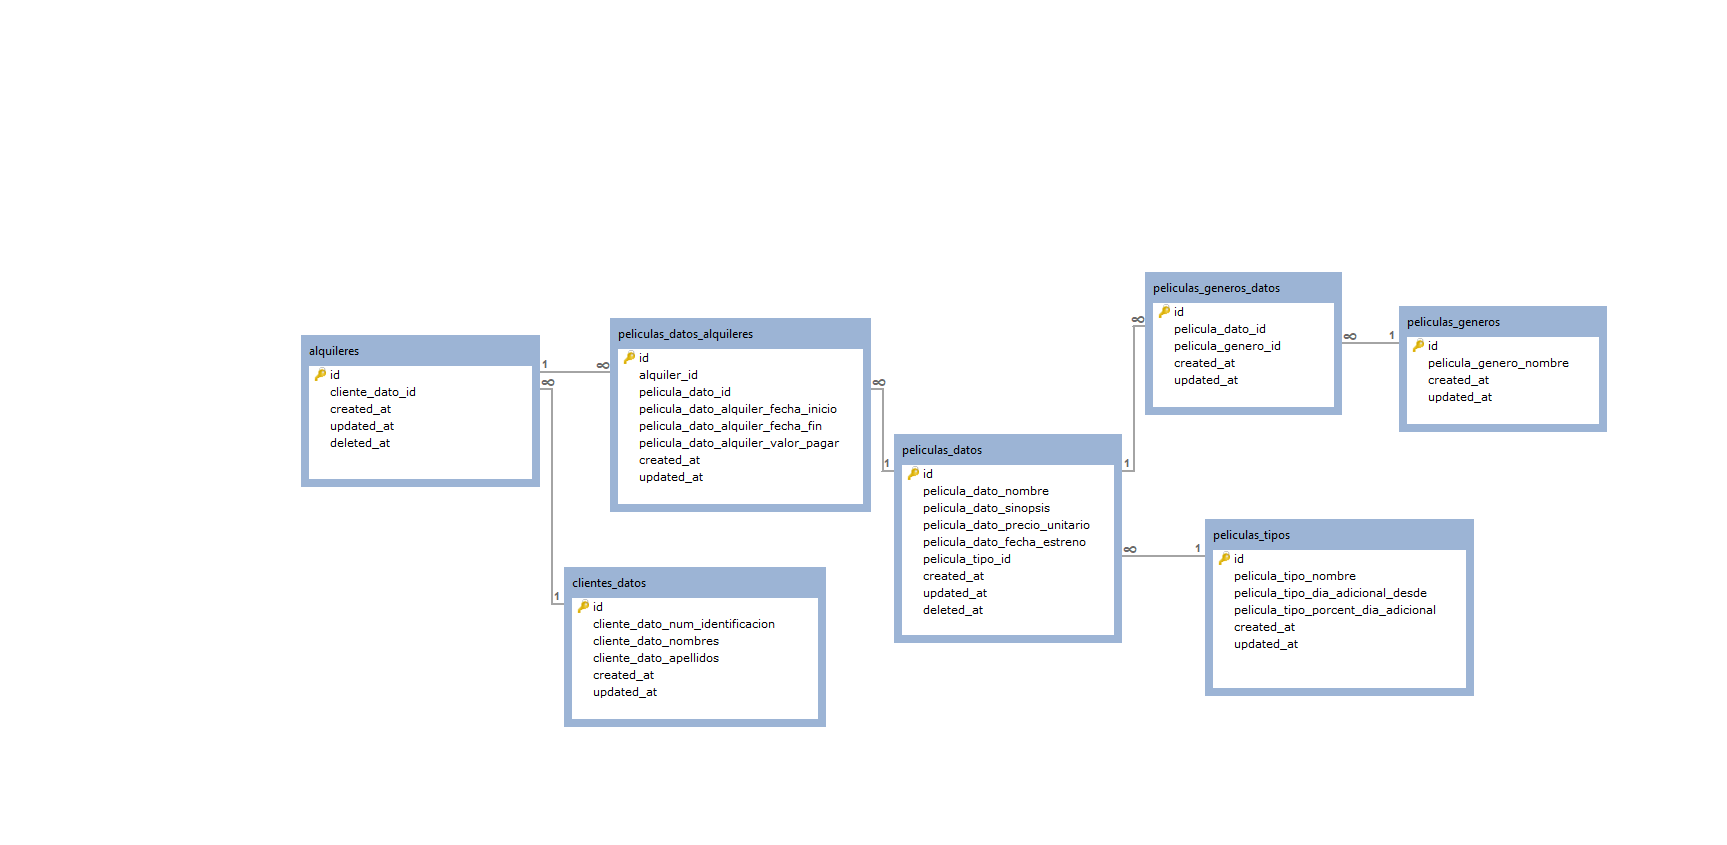 alquileres
id
cliente_dato_id
created_at
updated_at
deleted_at
1
∞
∞
1
peliculas_datos_alquileres
id
alquiler_id
pelicula_dato_id
pelicula_dato_alquiler_fecha_inicio
pelicula_dato_alquiler_fecha_fin
pelicula_dato_alquiler_valor_pagar
created_at
updated_at
∞
1
clientes_datos
id
cliente_dato_num_identificacion
cliente_dato_nombres
cliente_dato_apellidos
created_at
updated_at
peliculas_datos
id
pelicula_dato_nombre
pelicula_dato_sinopsis
pelicula_dato_precio_unitario
pelicula_dato_fecha_estreno
pelicula_tipo_id
created_at
updated_at
deleted_at
1
∞
∞
1
peliculas_generos_datos
id
pelicula_dato_id
pelicula_genero_id
created_at
updated_at
∞
1
peliculas_generos
id
pelicula_genero_nombre
created_at
updated_at
peliculas_tipos
id
pelicula_tipo_nombre
pelicula_tipo_dia_adicional_desde
pelicula_tipo_porcent_dia_adicional
created_at
updated_at